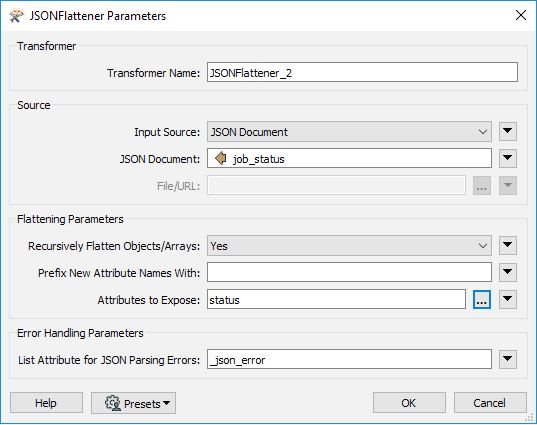 JSONFlattener Parameters
Transformer
Transformer Name: JSONFlattener_2
Source
Input Source: JSON Document
JSON Document: job_status
File/URL: ...
Flattening Parameters
Recursively Flatten Objects/Arrays: Yes
Prefix New Attribute Names With:
Attributes to Expose: status ...
Error Handling Parameters
List Attribute for JSON Parsing Errors: _json_error
Help Presets OK Cancel